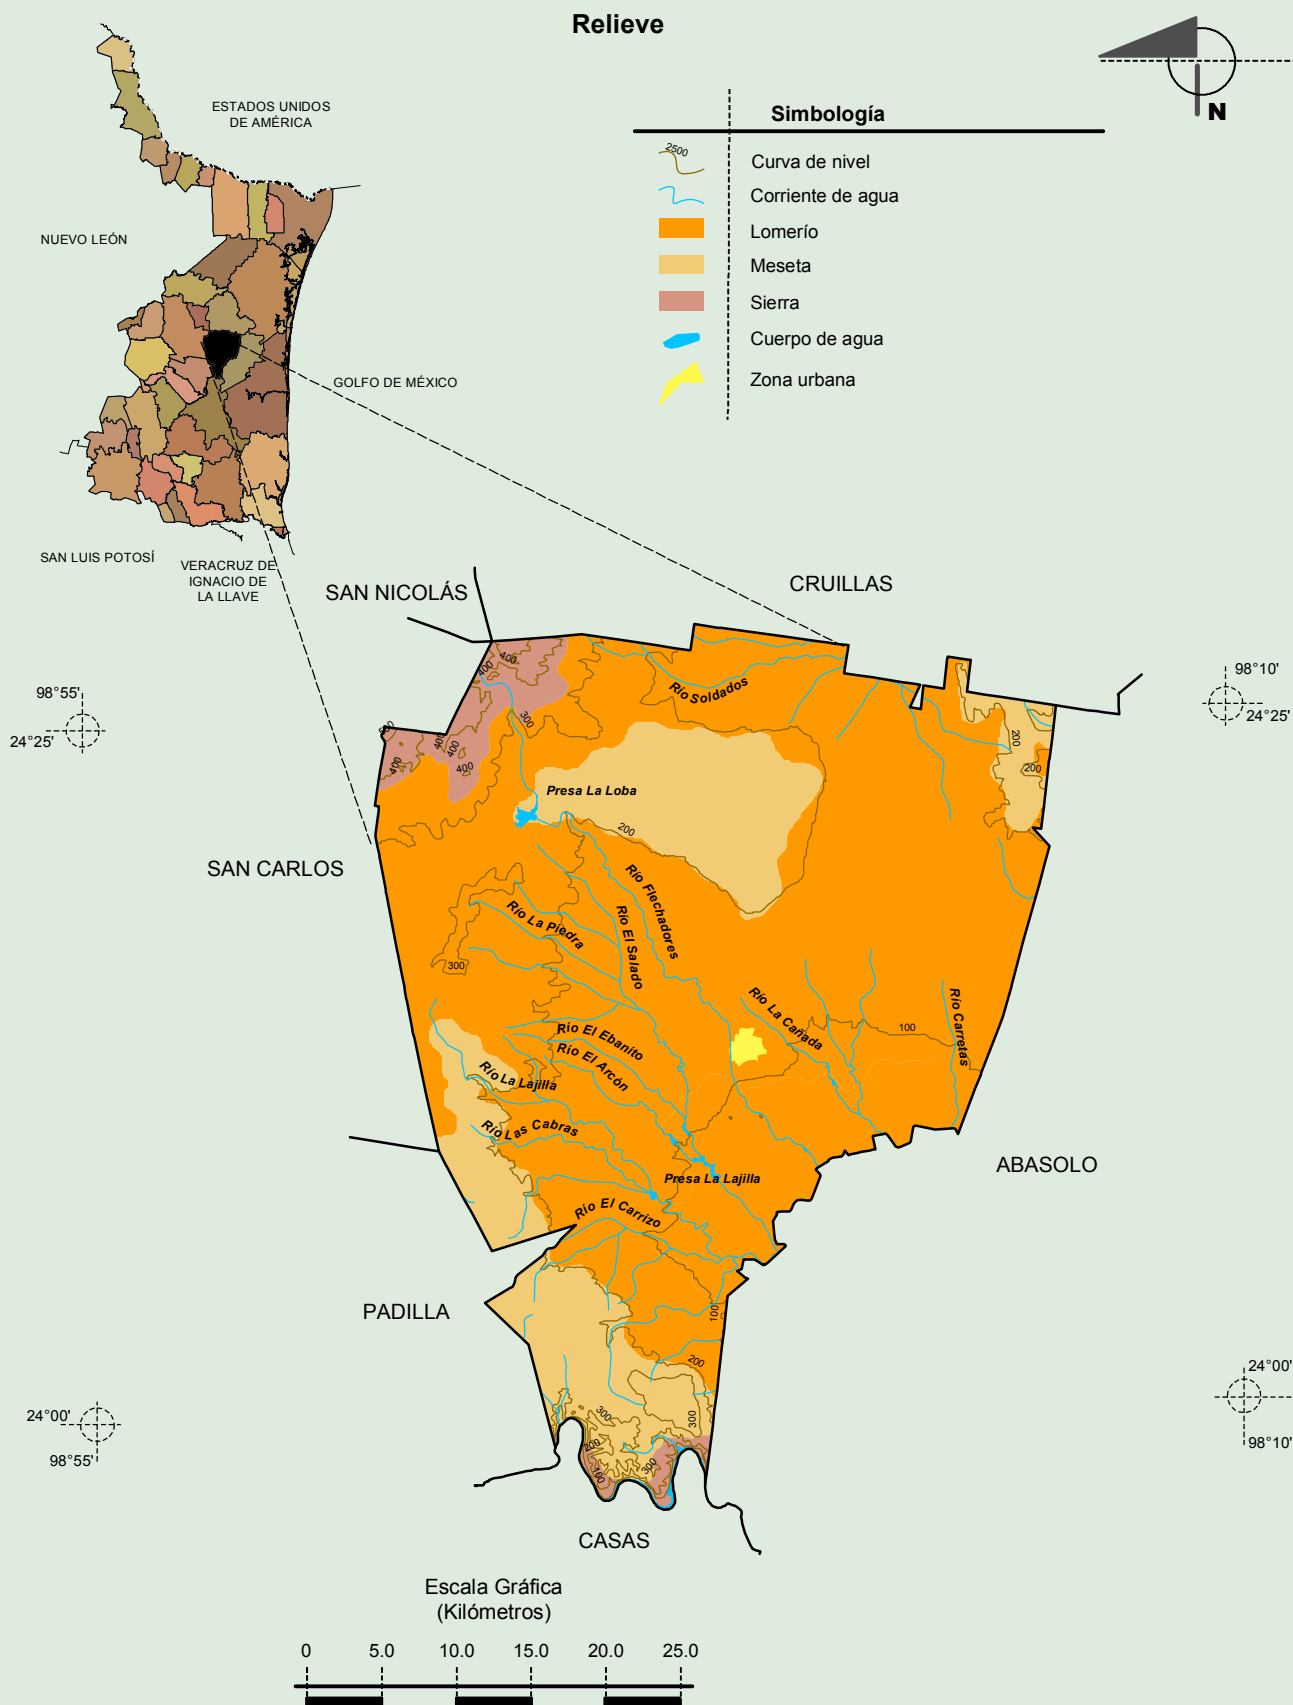 Relieve
N
ESTADOS UNIDOS
DE AMÉRICA
NUEVO LEÓN
GOLFO DE MÉXICO
SAN LUIS POTOSÍ
VERACRUZ DE
IGNACIO DE
LA LLAVE
Simbología
2500
Curva de nivel
Corriente de agua
Lomerío
Meseta
Sierra
Cuerpo de agua
Zona urbana
SAN NICOLÁS
CRUILLAS
98°55'
24°25'
98°10'
24°25'
400
400
300
Río Soldados
500
400
400
400
400
200
200
Presa La Loba
200
SAN CARLOS
Río Flechadores
Río El Salado
Río La Piedra
300
Río La Cañada
100
Río Carretas
Río El Ebanito
Río El Arcón
Río La Lajilla
Río Las Cabras
ABASOLO
Presa La Lajilla
Río El Carrizo
PADILLA
100
200
300
300
200
100
300
24°00'
98°55'
24°00'
98°10'
CASAS
Escala Gráfica
(Kilómetros)
0 5.0 10.0 15.0 20.0 25.0